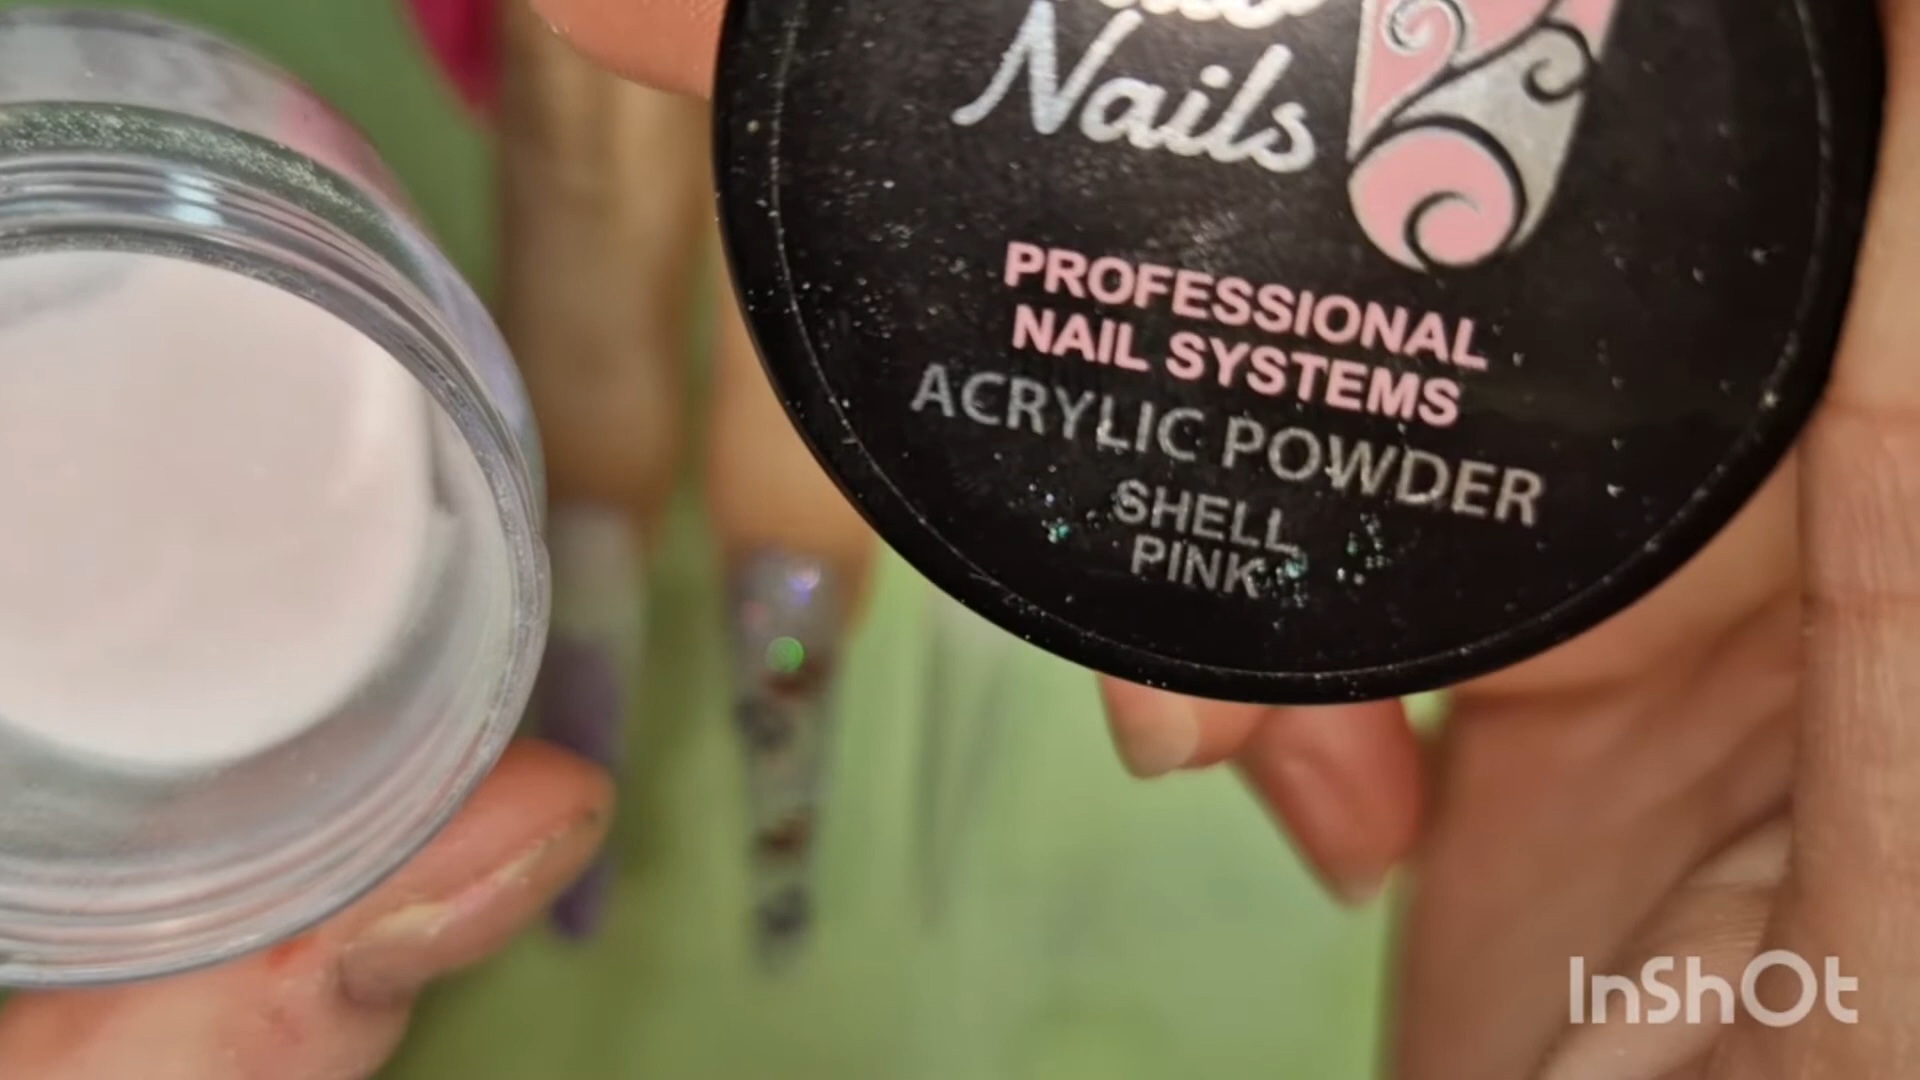 Nails
PROFESSIONAL
NAIL SYSTEMS
ACRYLIC POWDER
SHELL
PINK
InShOt